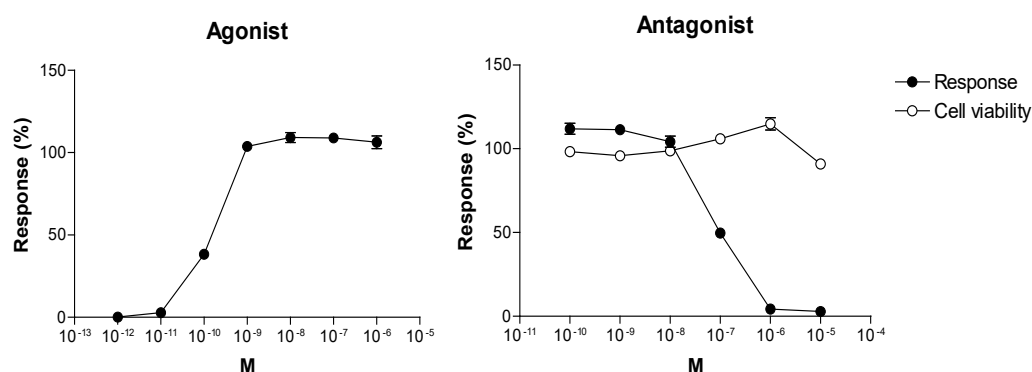 Agonist
150
100
50
0
Response (%)
10-13 10-12 10-11 10-10 10-9 10-8 10-7 10-6 10-5
M
Antagonist
150
100
50
0
Response (%)
10-11 10-10 10-9 10-8 10-7 10-6 10-5 10-4
M
Response
Cell viability